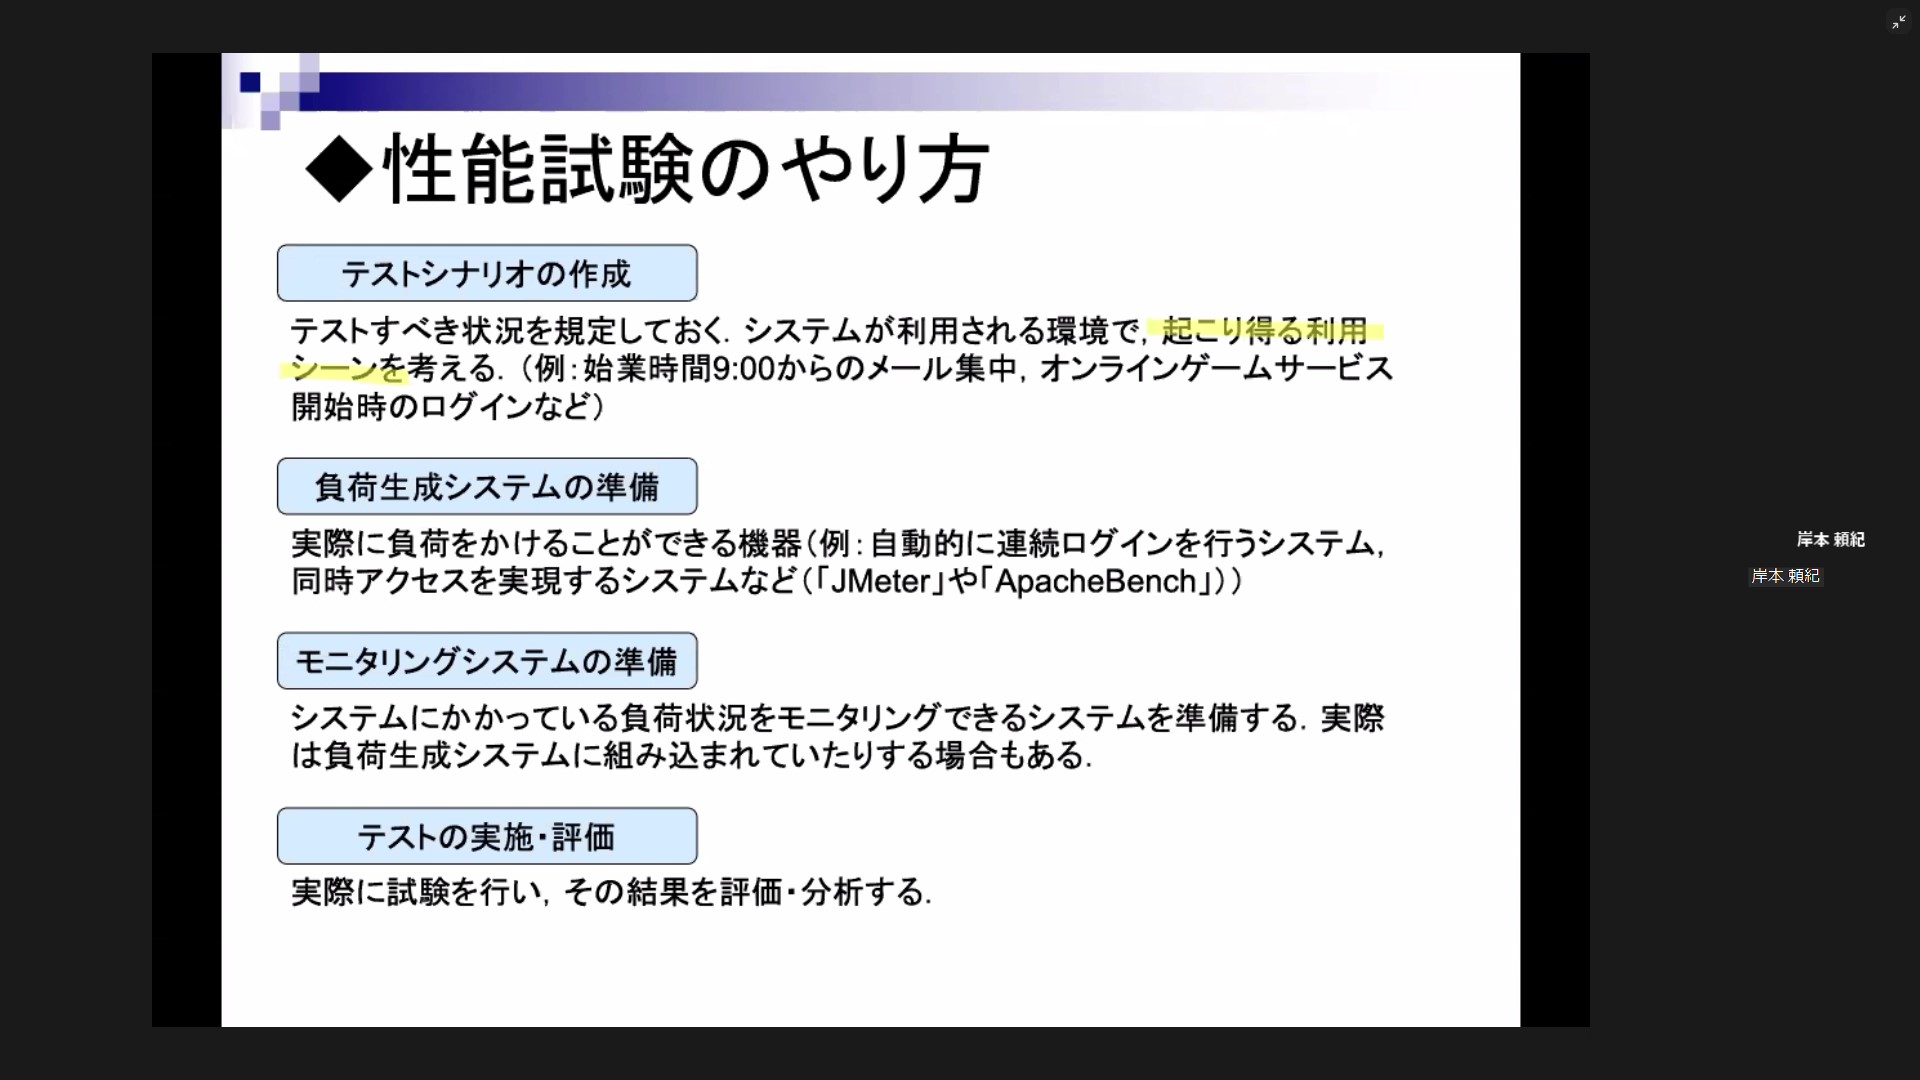 ◆性能試験のやり方
テストシナリオの作成
テストすべき状況を規定しておく．システムが利用される環境で，起こり得る利用
シーンを考える．（例：始業時間9:00からのメール集中，オンラインゲームサービス
開始時のログインなど）
負荷生成システムの準備
実際に負荷をかけることができる機器（例：自動的に連続ログインを行うシステム，
同時アクセスを実現するシステムなど（「JMeter」や「ApacheBench」））
モニタリングシステムの準備
システムにかかっている負荷状況をモニタリングできるシステムを準備する．実際
は負荷生成システムに組み込まれていたりする場合もある．
テストの実施・評価
実際に試験を行い，その結果を評価・分析する．
岸本 頼紀
岸本 頼紀